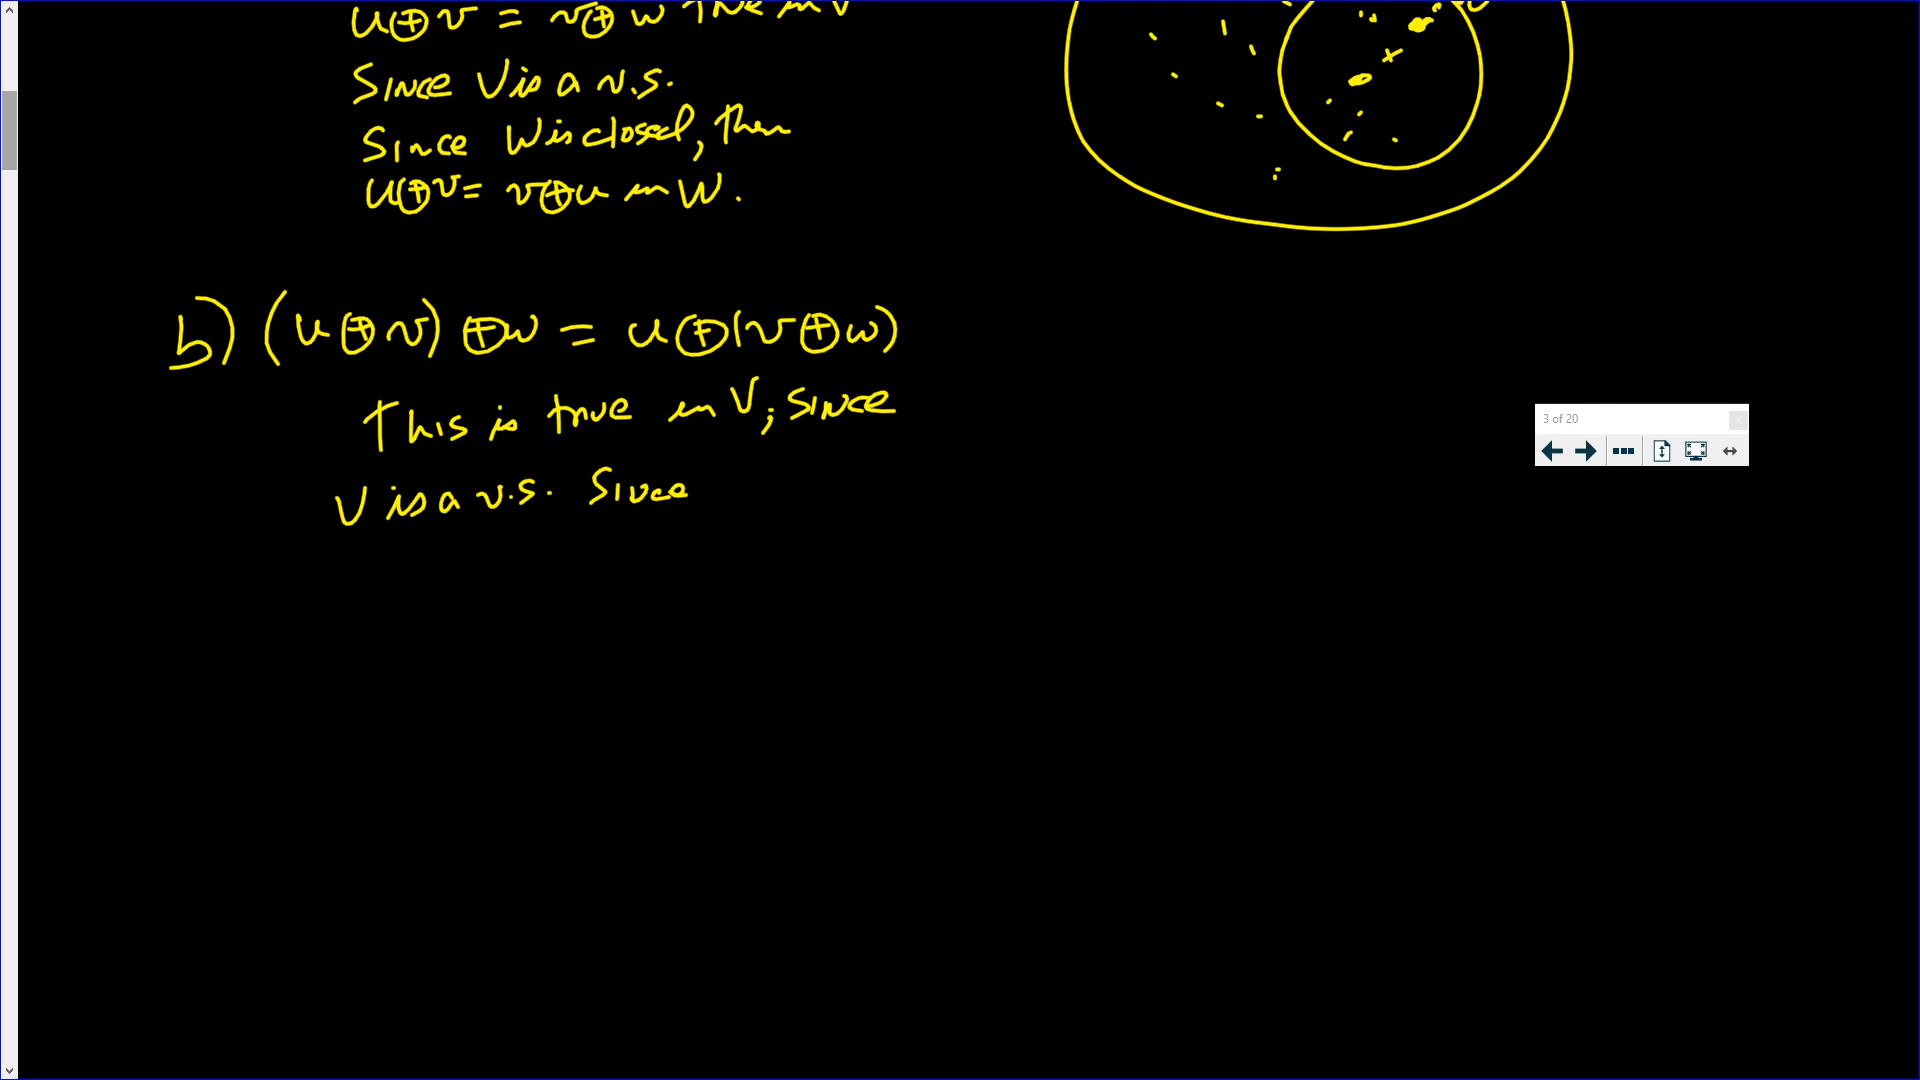 u⊕v = v⊕w true in V
Since V is a v.s.
Since W is closed, then
u⊕v = v⊕u in W.
b) (u⊕v)⊕w = u⊕(v⊕w)
This is true in V, since
V is a v.s. Since
3 of 20